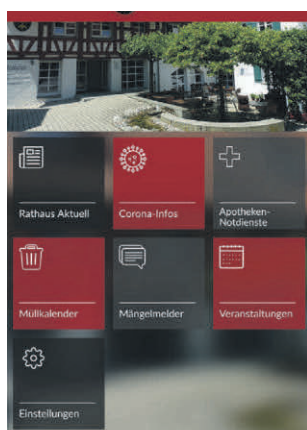 Rathaus Aktuell
Corona-Infos
Apotheken-
Notdienste
Müllkalender
Mängelmelder
Veranstaltungen
Einstellungen